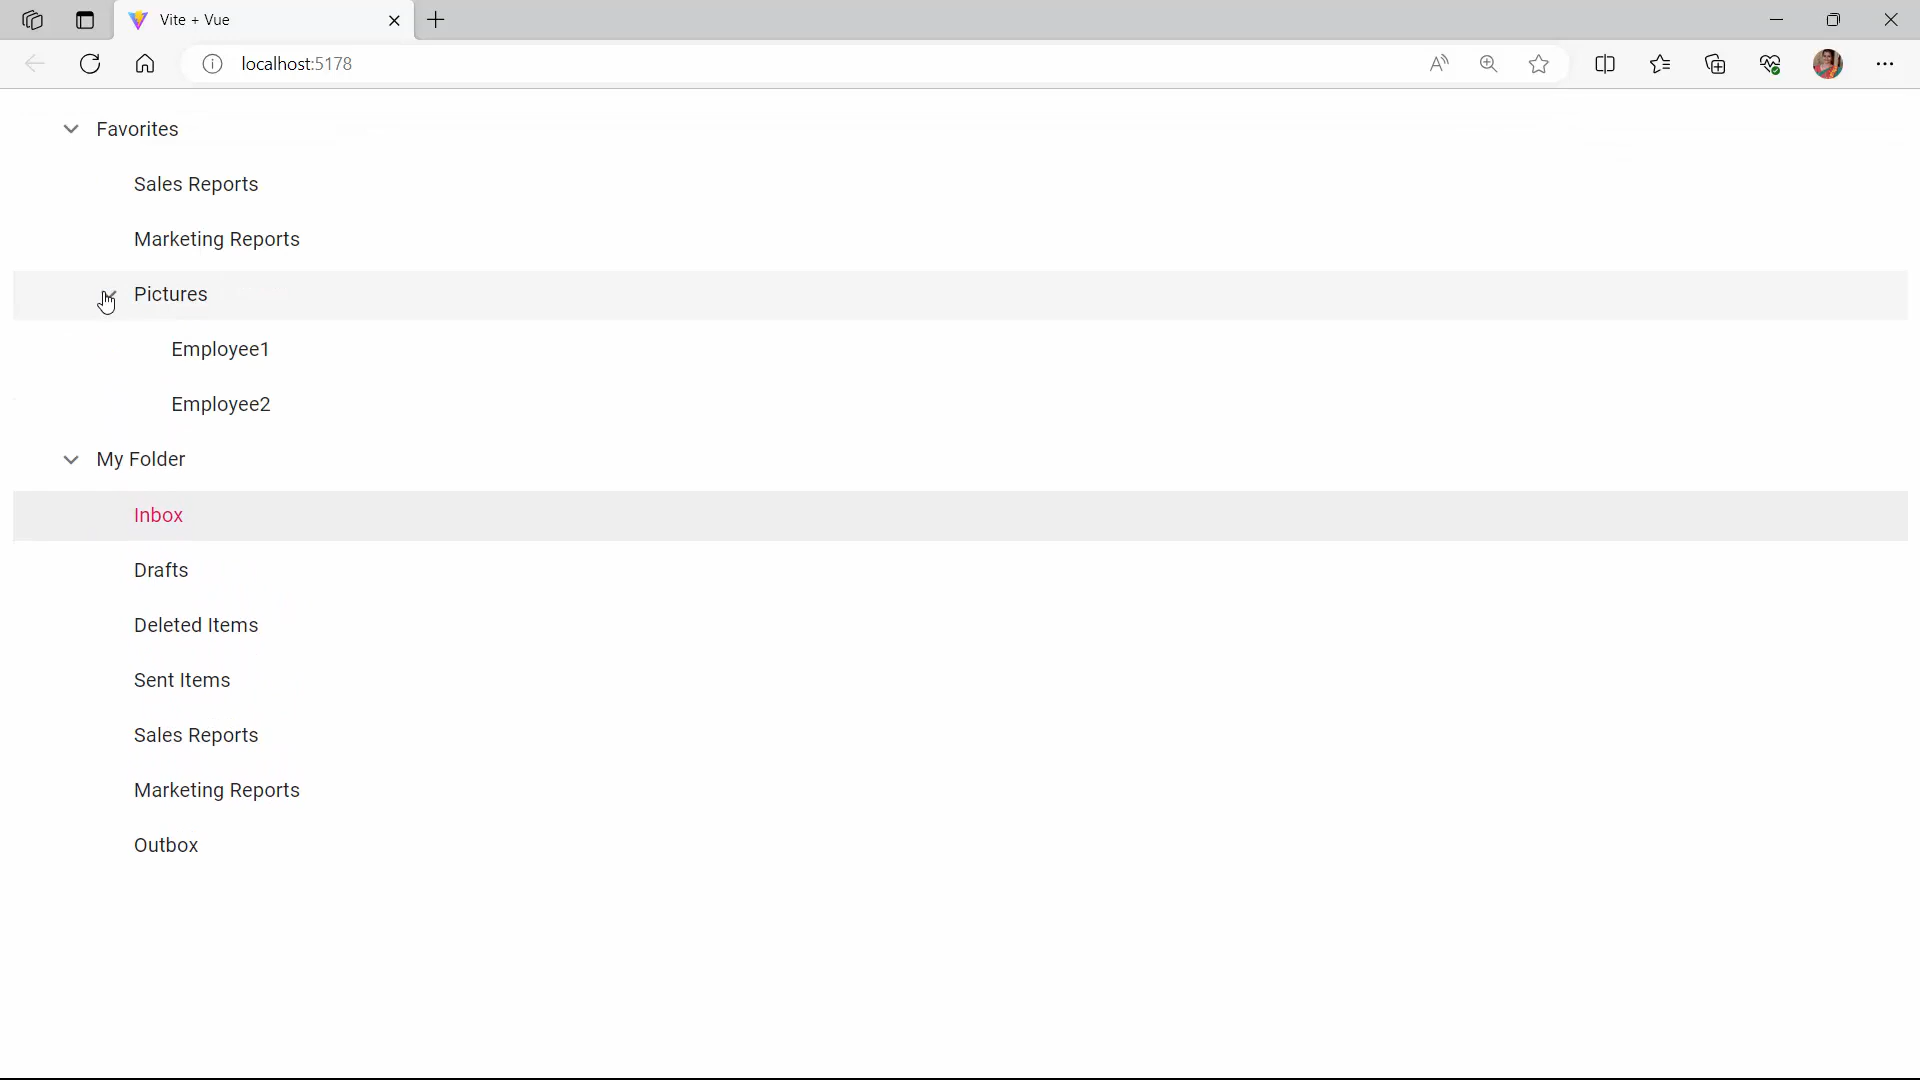 Vite + Vue
localhost:5178
Favorites
Sales Reports
Marketing Reports
Pictures
Employee1
Employee2
My Folder
Inbox
Drafts
Deleted Items
Sent Items
Sales Reports
Marketing Reports
Outbox